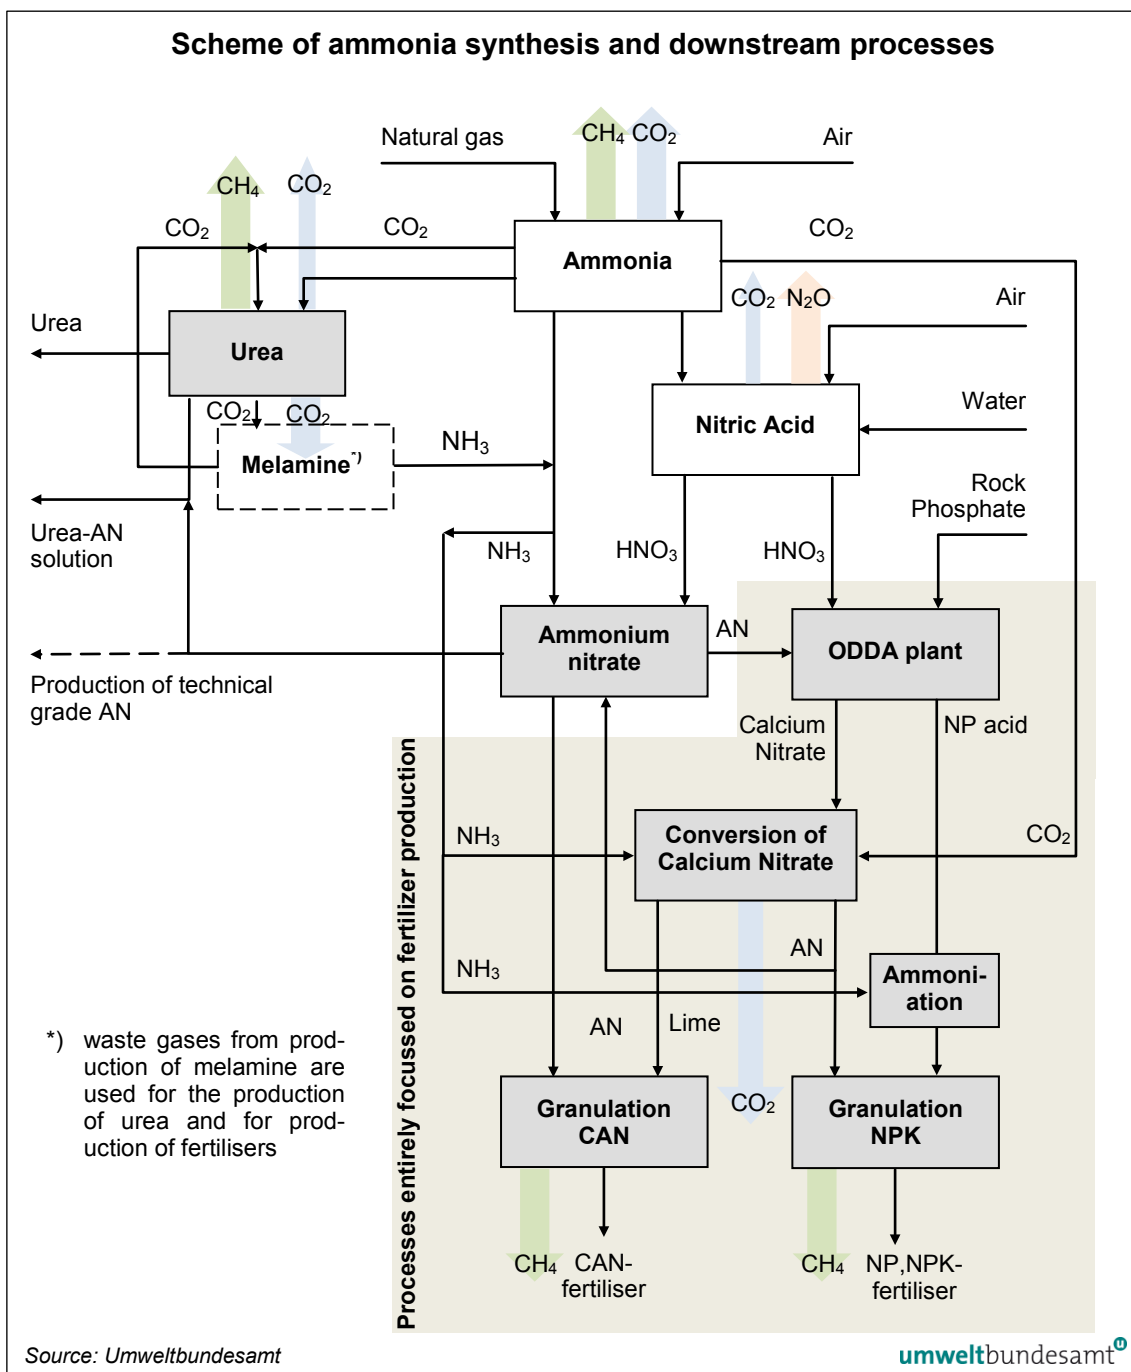 Scheme of ammonia synthesis and downstream processes
Natural gas
CH₄
CO₂
Air
CH₄
CO₂
CO₂
CO₂
CO₂
Ammonia
CO₂
N₂O
Air
Urea
Urea
CO₂
CO₂
Water
Nitric Acid
Melamine*)
NH₃
Rock
Phosphate
Urea-AN
solution
NH₃
HNO₃
HNO₃
Ammonium
nitrate
AN
ODDA plant
Production of technical
grade AN
Calcium
Nitrate
NP acid
Processes entirely focussed on fertilizer production
NH₃
Conversion of
Calcium Nitrate
CO₂
AN
NH₃
Ammoni-
ation
AN
Lime
*) waste gases from prod-
uction of melamine are
used for the production
of urea and for prod-
uction of fertilisers
Granulation
CAN
CO₂
Granulation
NPK
CH₄
CAN-
fertiliser
CH₄
NP,NPK-
fertiliser
Source: Umweltbundesamt
umweltbundesamt ᵘ